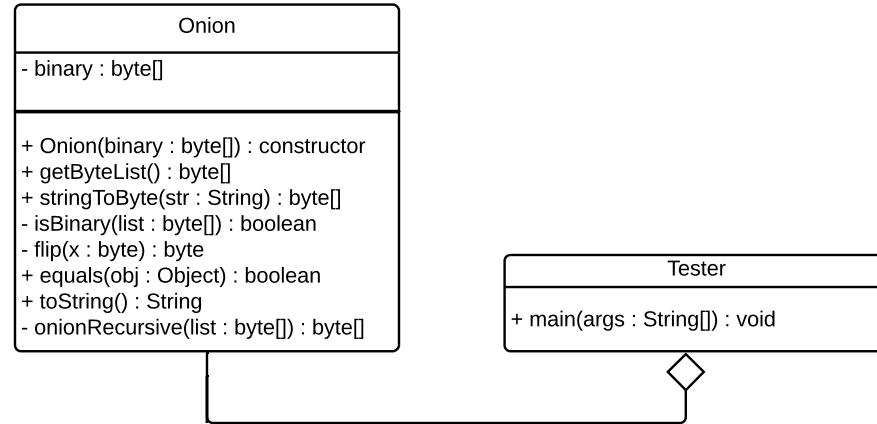 Onion
- binary : byte[]
+ Onion(binary : byte[]) : constructor
+ getByteList() : byte[]
+ stringToByte(str : String) : byte[]
- isBinary(list : byte[]) : boolean
- flip(x : byte) : byte
+ equals(obj : Object) : boolean
+ toString() : String
- onionRecursive(list : byte[]) : byte[]
Tester
+ main(args : String[]) : void